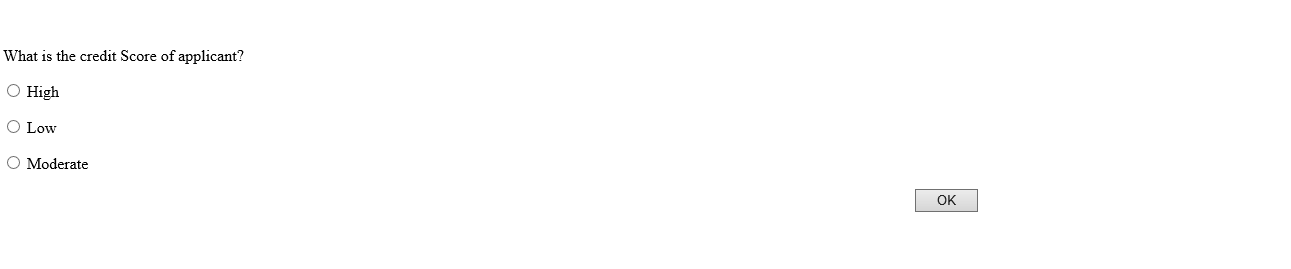 What is the credit Score of applicant?
High
Low
Moderate
OK